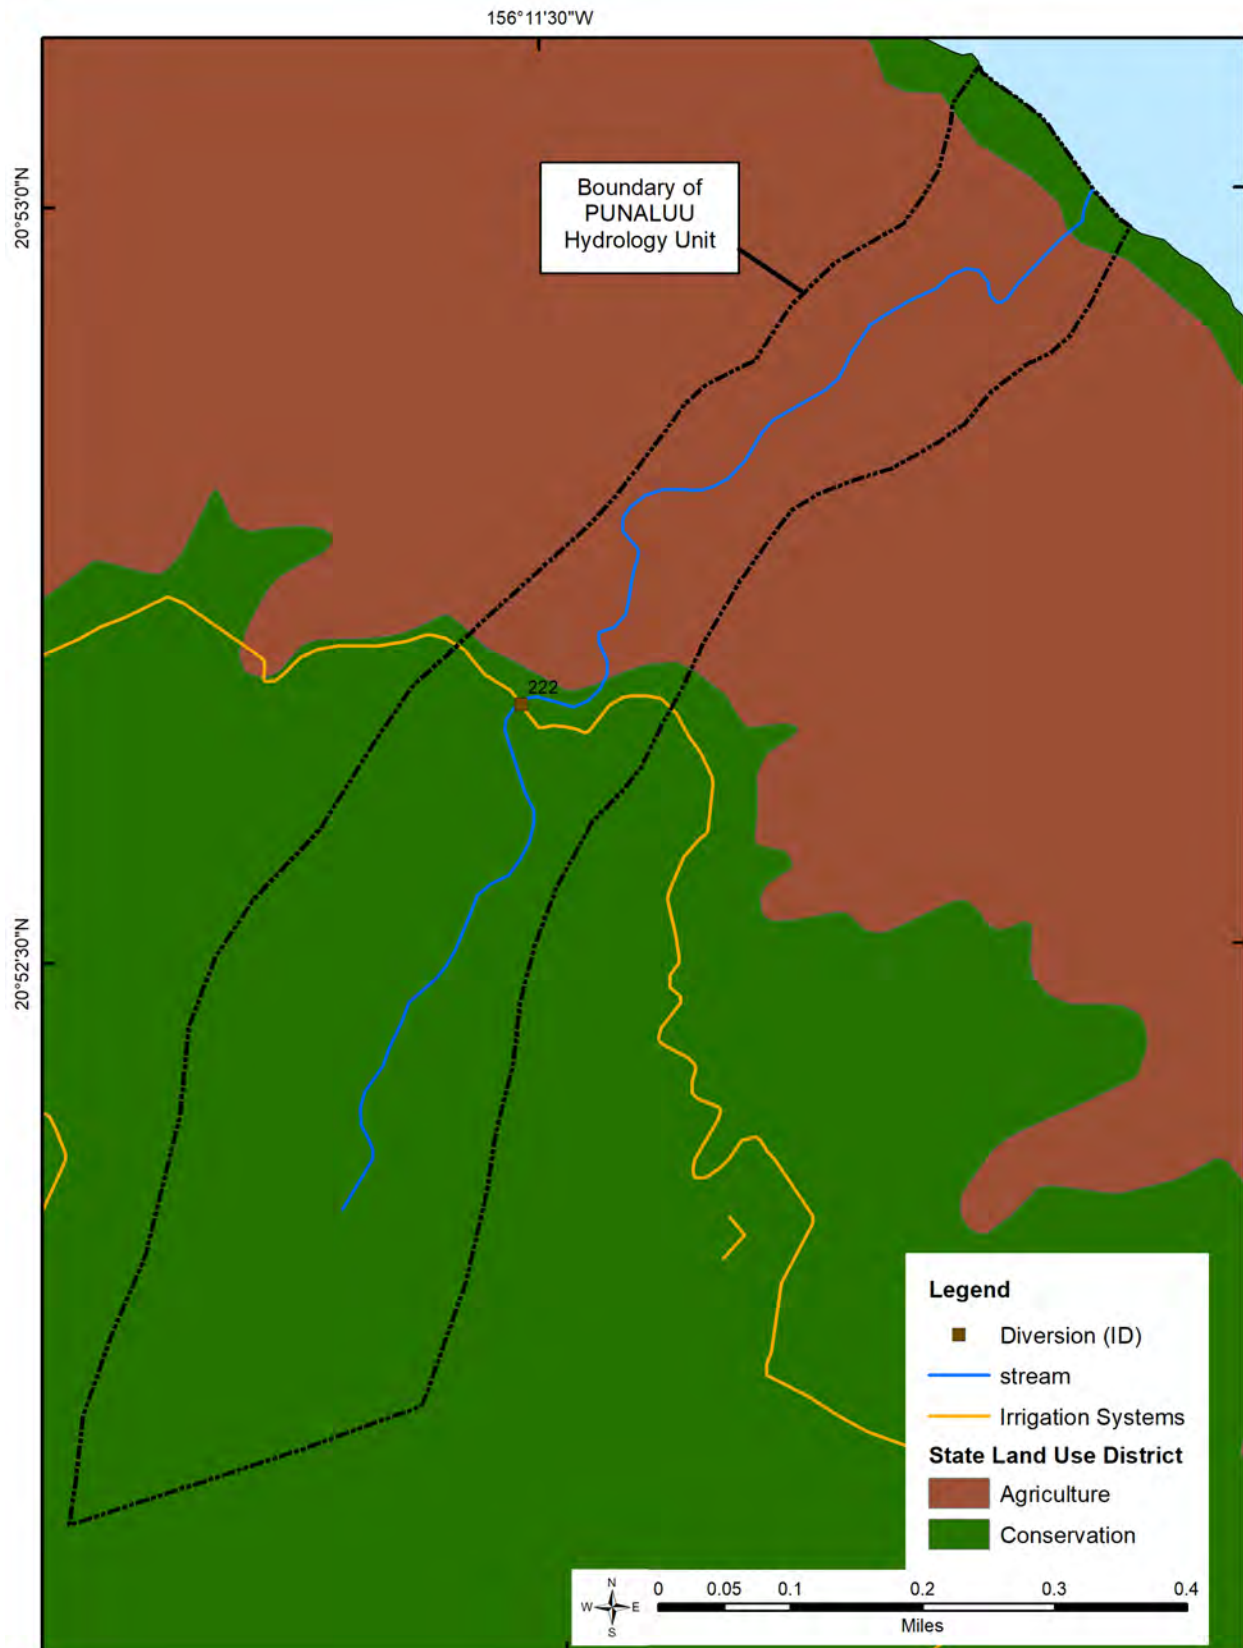 156°11'30"W
20°53'0"N
Boundary of
PUNALUU
Hydrology Unit
222
20°52'30"N
Legend
Diversion (ID)
stream
Irrigation Systems
State Land Use District
Agriculture
Conservation
N
W E
S
0 0.05 0.1 0.2 0.3 0.4
Miles